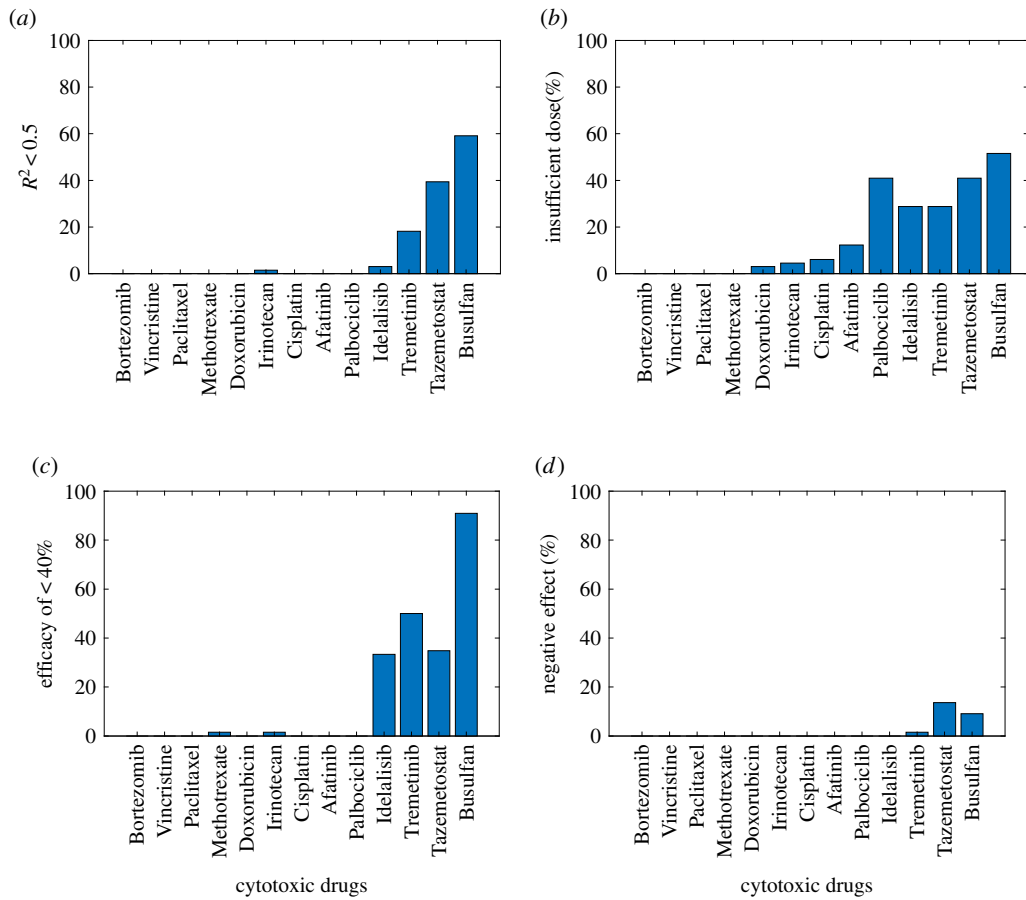 (a)
100
80
60
40
20
0
R² < 0.5
Bortezomib
Vincristine
Paclitaxel
Methotrexate
Doxorubicin
Irinotecan
Cisplatin
Afatinib
Palbociclib
Idelalisib
Tremetinib
Tazemetostat
Busulfan
(b)
100
80
60
40
20
0
insufficient dose(%)
Bortezomib
Vincristine
Paclitaxel
Methotrexate
Doxorubicin
Irinotecan
Cisplatin
Afatinib
Palbociclib
Idelalisib
Tremetinib
Tazemetostat
Busulfan
(c)
100
80
60
40
20
0
efficacy of < 40%
Bortezomib
Vincristine
Paclitaxel
Methotrexate
Doxorubicin
Irinotecan
Cisplatin
Afatinib
Palbociclib
Idelalisib
Tremetinib
Tazemetostat
Busulfan
cytotoxic drugs
(d)
100
80
60
40
20
0
negative effect (%)
Bortezomib
Vincristine
Paclitaxel
Methotrexate
Doxorubicin
Irinotecan
Cisplatin
Afatinib
Palbociclib
Idelalisib
Tremetinib
Tazemetostat
Busulfan
cytotoxic drugs